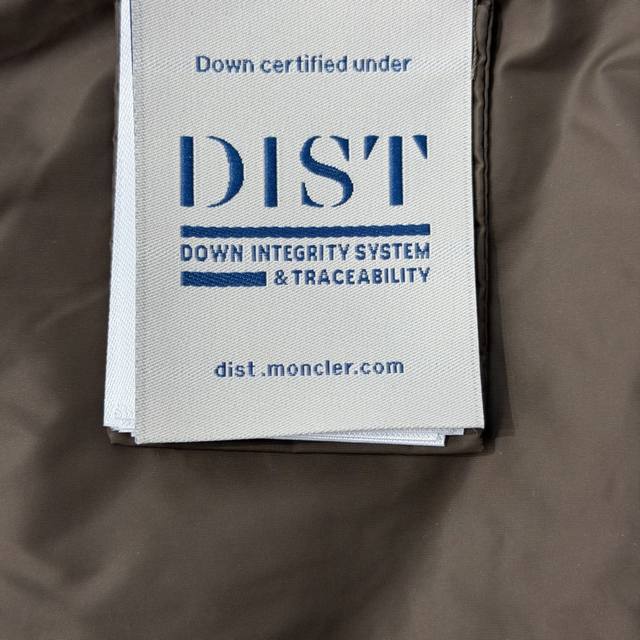 Down certified under
DIST
DOWN INTEGRITY SYSTEM
& TRACEABILITY
dist.moncler.com